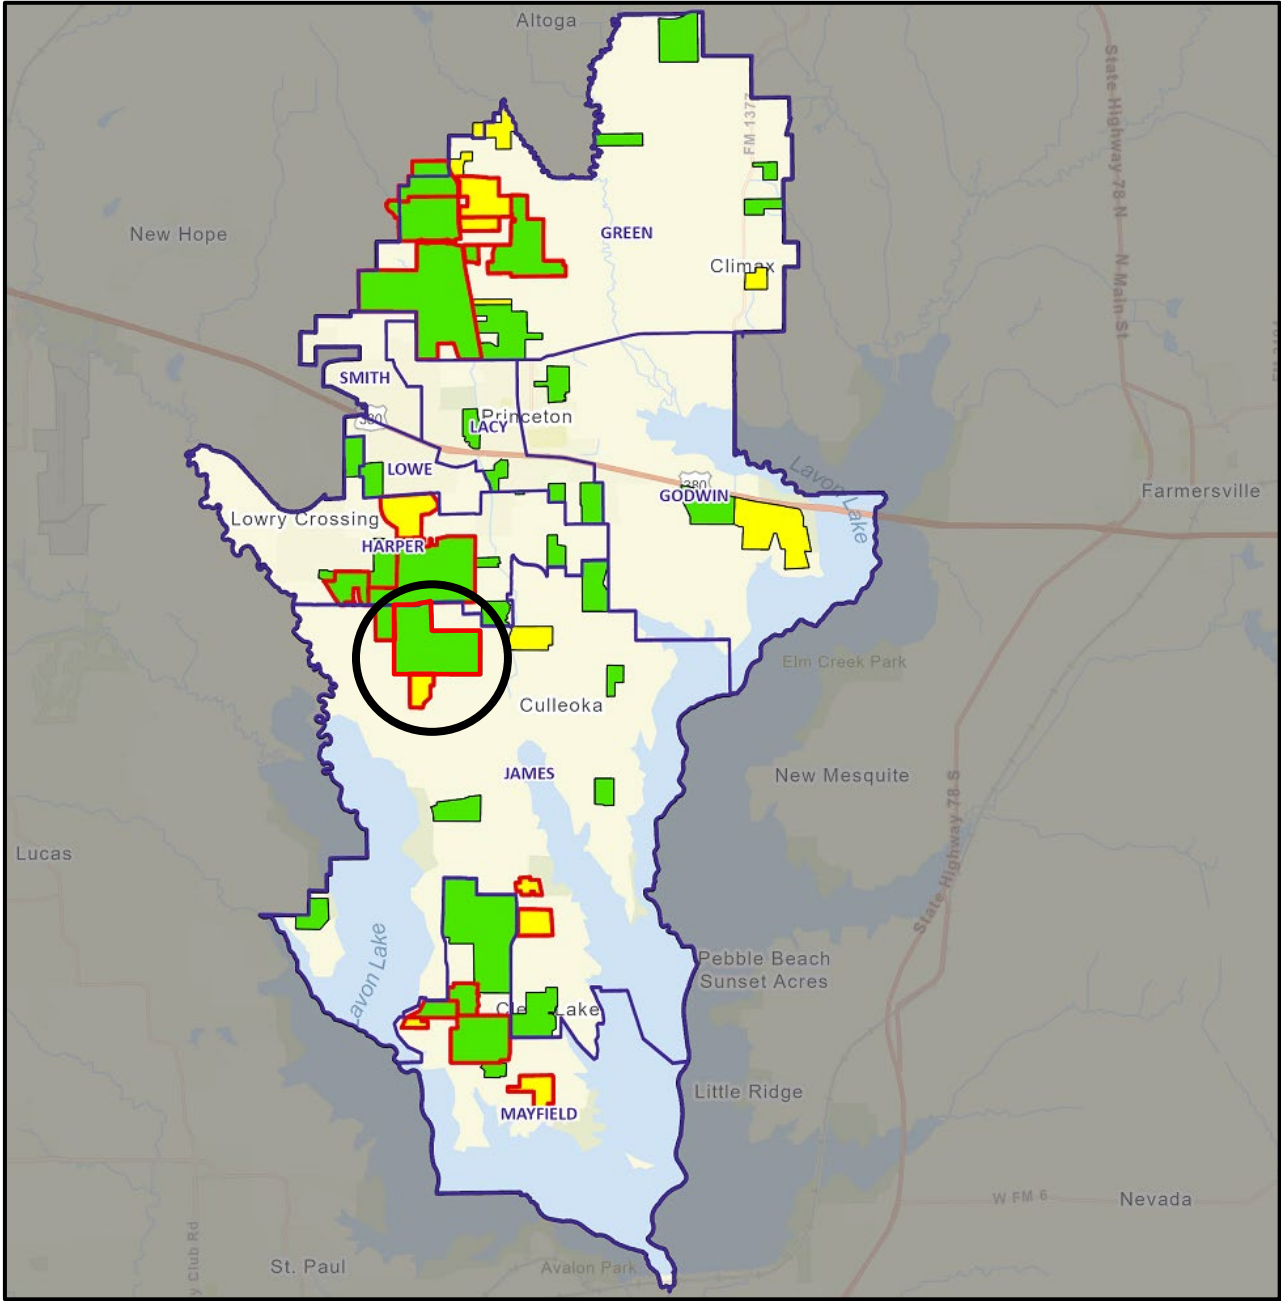 Altoga
State Highway 78 N
N Main St
FM 1377
New Hope
GREEN
Climax
SMITH
380
Princeton
LACY
LOWE
380
GODWIN
Lavon Lake
Farmersville
Lowry Crossing
HARPER
Elm Creek Park
Culleoka
JAMES
New Mesquite
Lucas
State Highway 78 S
Lavon Lake
Pebble Beach
Sunset Acres
Lake
Little Ridge
MAYFIELD
W FM 6
Nevada
Club Rd
St. Paul
Avalon Park